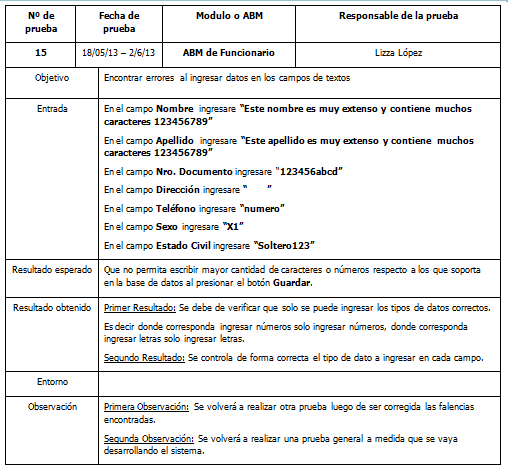 Nº de prueba
Fecha de prueba
Modulo o ABM
Responsable de la prueba
15
18/05/13 – 2/6/13
ABM de Funcionario
Lizza López
Objetivo
Encontrar errores al ingresar datos en los campos de textos
Entrada
En el campo Nombre ingresare “Este nombre es muy extenso y contiene muchos
caracteres 123456789”
En el campo Apellido ingresare “Este apellido es muy extenso y contiene muchos
caracteres 123456789”
En el campo Nro. Documento ingresare “123456abcd”
En el campo Dirección ingresare “ ”
En el campo Teléfono ingresare “numero”
En el campo Sexo ingresare “X1”
En el campo Estado Civil ingresare “Soltero123”
Resultado esperado
Que no permita escribir mayor cantidad de caracteres o números respecto a los que soporta
en la base de datos al presionar el botón Guardar.
Resultado obtenido
Primer Resultado: Se debe de verificar que solo se puede ingresar los tipos de datos correctos.
Es decir donde corresponda ingresar números solo ingresar números, donde corresponda
ingresar letras solo ingresar letras.
Segundo Resultado: Se controla de forma correcta el tipo de dato a ingresar en cada campo.
Entorno
Observación
Primera Observación: Se volverá a realizar otra prueba luego de ser corregida las falencias
encontradas.
Segunda Observación: Se volverá a realizar una prueba general a medida que se vaya
desarrollando el sistema.